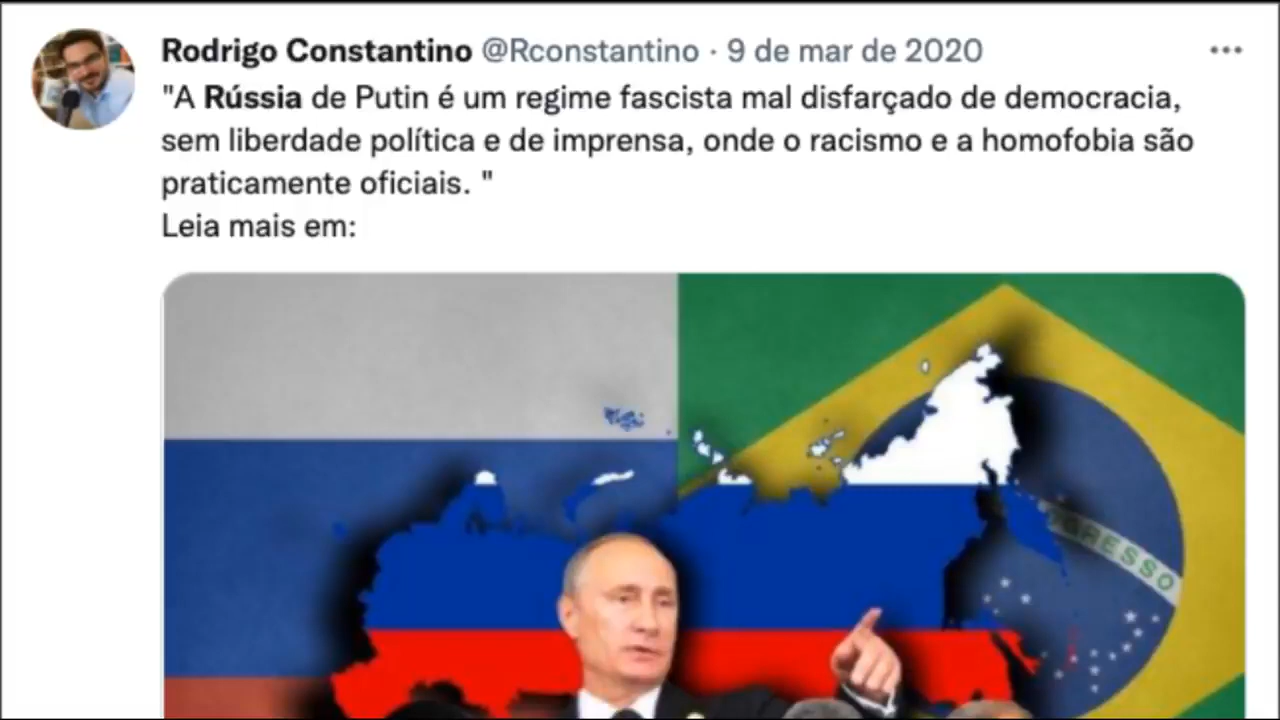 Rodrigo Constantino @Rconstantino · 9 de mar de 2020
"A Rússia de Putin é um regime fascista mal disfarçado de democracia,
sem liberdade política e de imprensa, onde o racismo e a homofobia são
praticamente oficiais. "
Leia mais em:
GRESSO